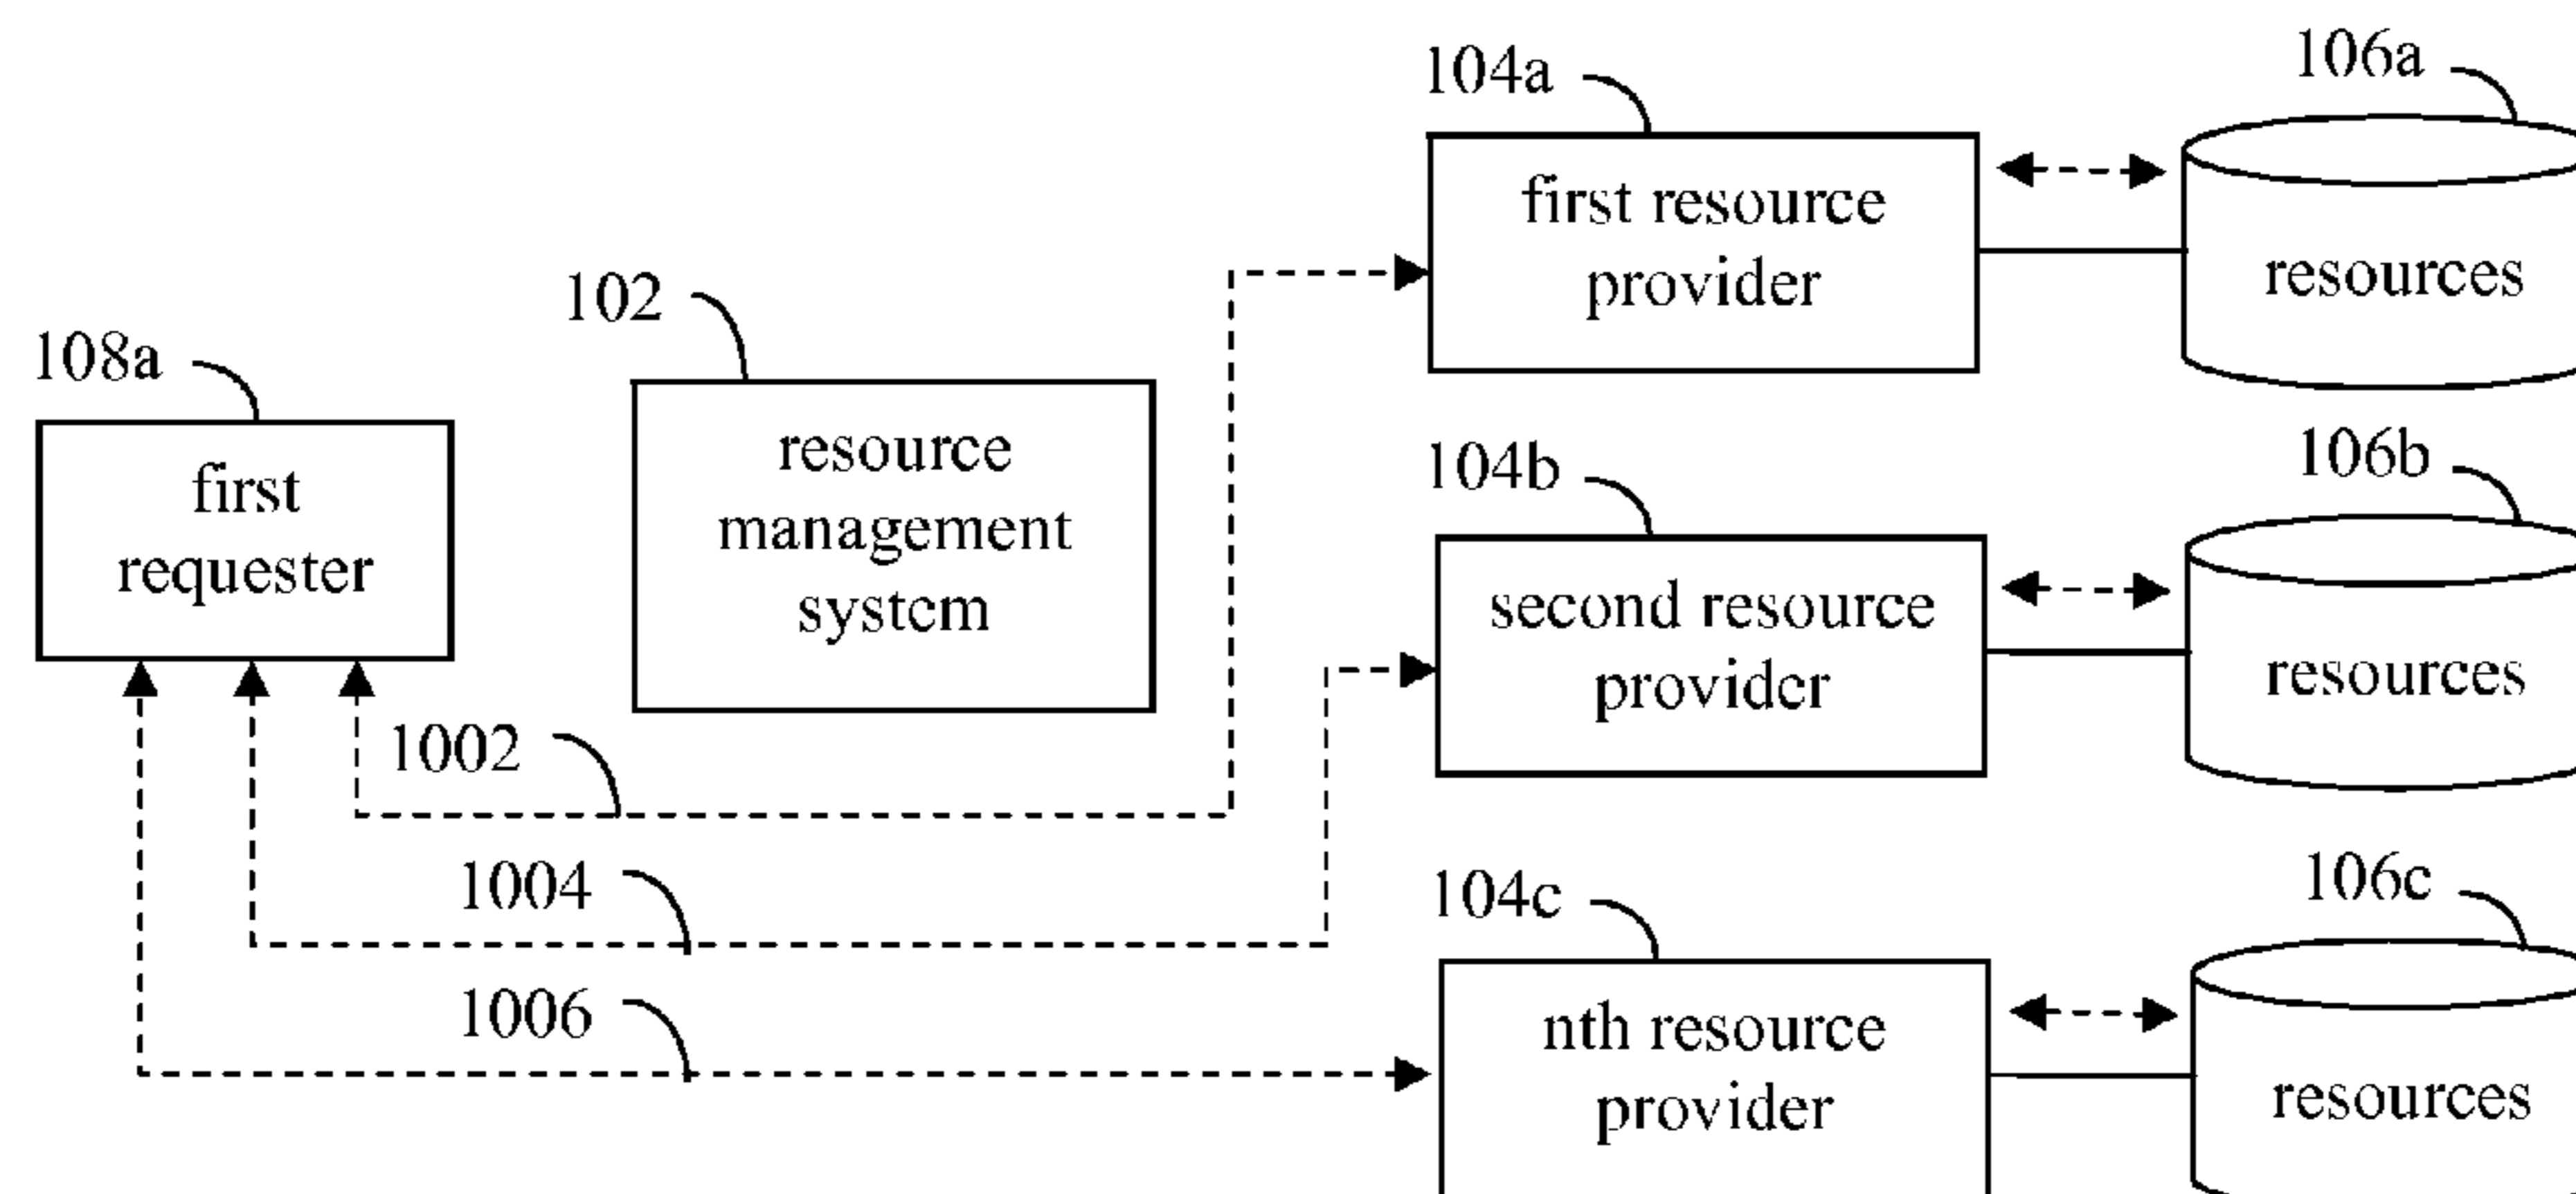 106a
104a
first resource
provider
resources
102
108a
resource
management
system
first
requester
104b
106b
second resource
provider
resources
1002
1004
104c
106c
1006
nth resource
provider
resources